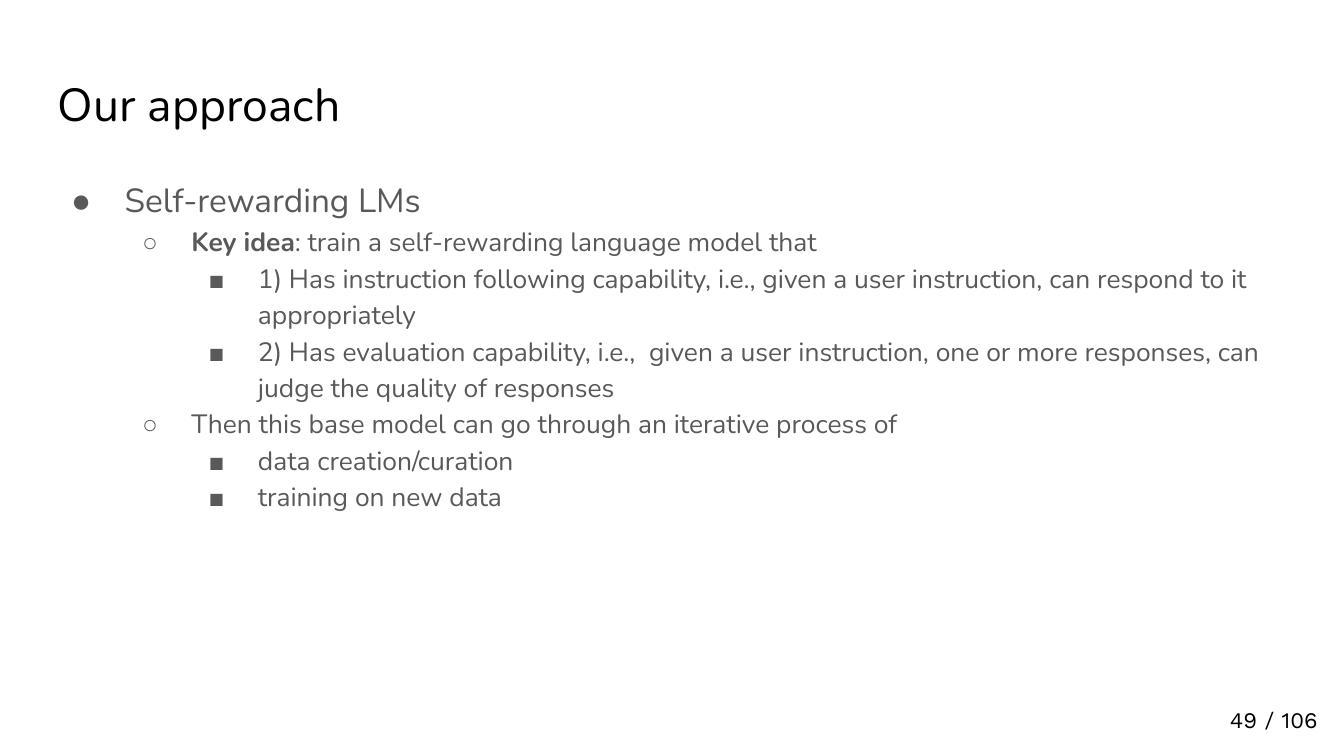 Our approach
● Self-rewarding LMs
○ Key idea: train a self-rewarding language model that
■ 1) Has instruction following capability, i.e., given a user instruction, can respond to it
appropriately
■ 2) Has evaluation capability, i.e.,  given a user instruction, one or more responses, can
judge the quality of responses
○ Then this base model can go through an iterative process of
■ data creation/curation
■ training on new data
49 / 106